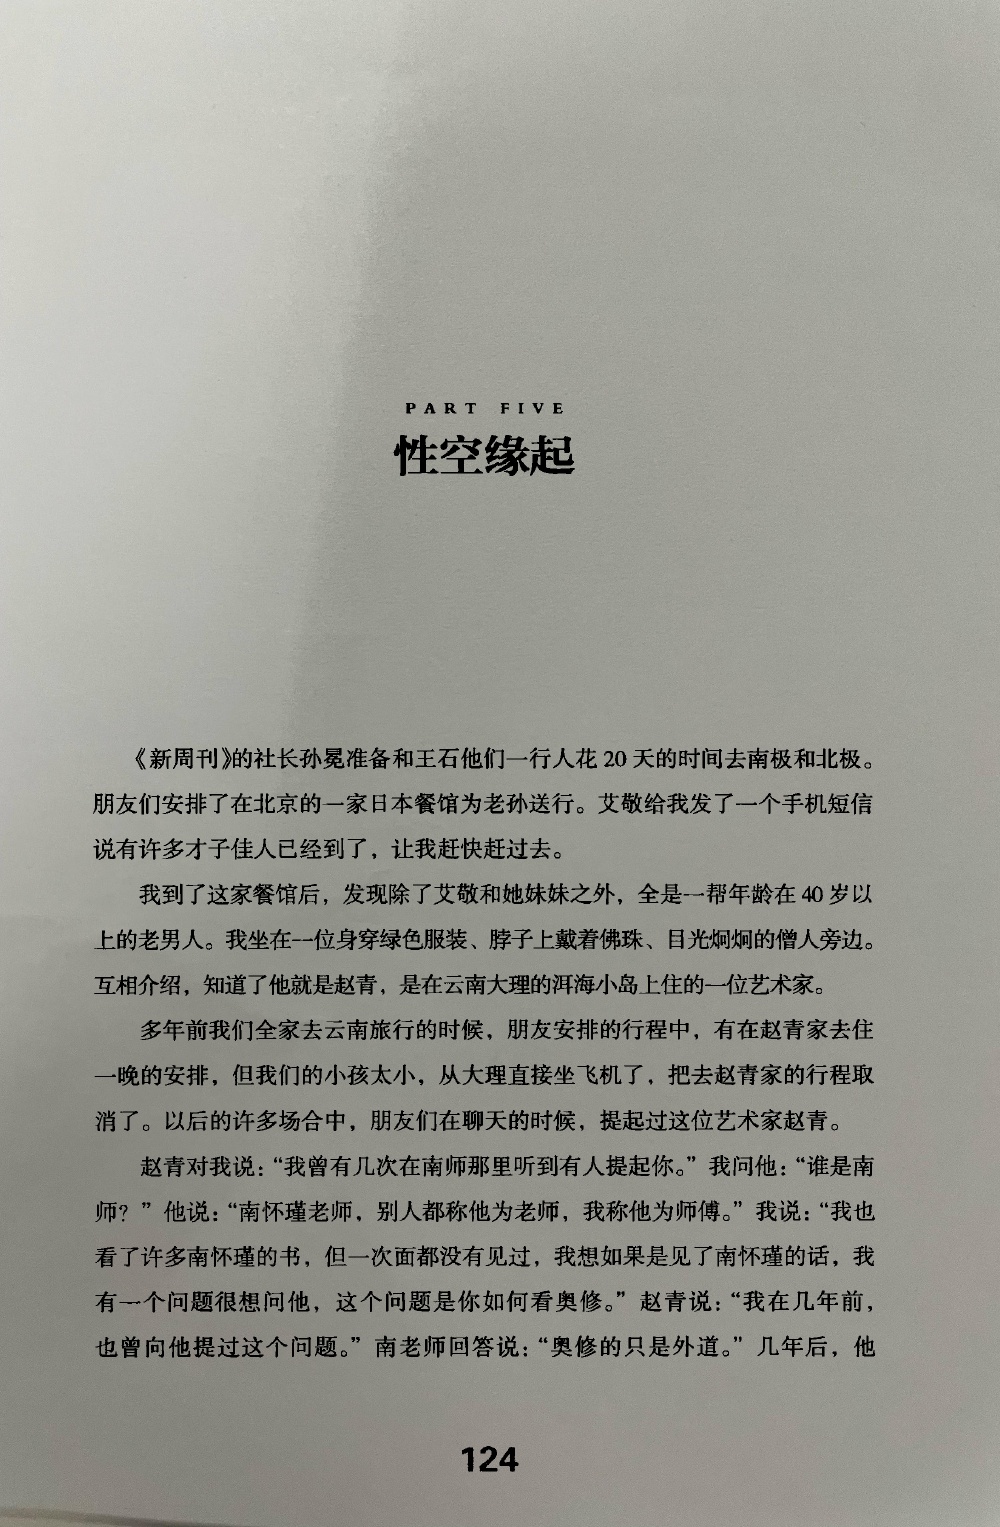 PART FIVE
性空缘起
《新周刊》的社长孙冕准备和王石他们一行人花 20 天的时间去南极和北极。
朋友们安排了在北京的一家日本餐馆为老孙送行。艾敬给我发了一个手机短信
说有许多才子佳人已经到了，让我赶快赶过去。
我到了这家餐馆后，发现除了艾敬和她妹妹之外，全是一帮年龄在 40 岁以
上的老男人。我坐在一位身穿绿色服装、脖子上戴着佛珠、目光炯炯的僧人旁边。
互相介绍，知道了他就是赵青，是在云南大理的洱海小岛上住的一位艺术家。
多年前我们全家去云南旅行的时候，朋友安排的行程中，有在赵青家去住
一晚的安排，但我们的小孩太小，从大理直接坐飞机了，把去赵青家的行程取
消了。以后的许多场合中，朋友们在聊天的时候，提起过这位艺术家赵青。
赵青对我说：“我曾有几次在南师那里听到有人提起你。”我问他：“谁是南
师？”他说：“南怀瑾老师，别人都称他为老师，我称他为师傅。”我说：“我也
看了许多南怀瑾的书，但一次面都没有见过，我想如果是见了南怀瑾的话，我
有一个问题很想问他，这个问题是你如何看奥修。”赵青说：“我在几年前，
也曾向他提过这个问题。”南老师回答说：“奥修的只是外道。”几年后，他
124